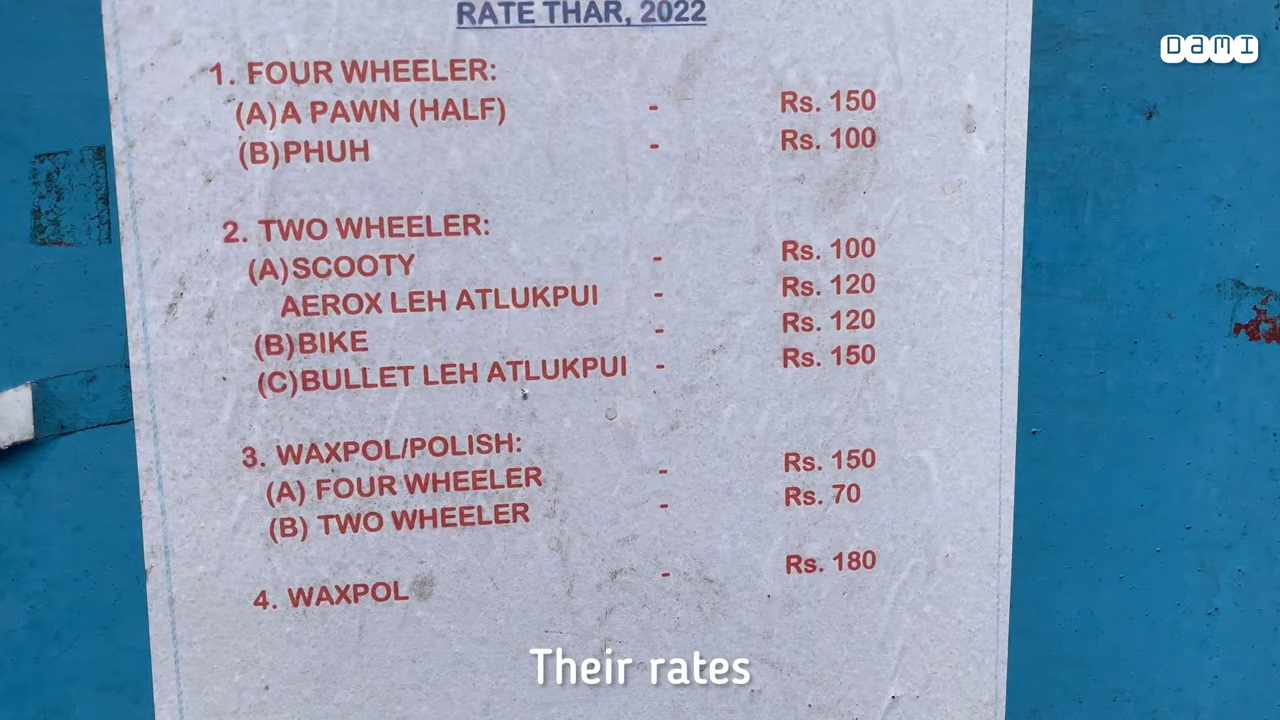 RATE THAR, 2022
DaMI
1. FOUR WHEELER:
(A) A PAWN (HALF) - Rs. 150
(B) PHUH - Rs. 100
2. TWO WHEELER:
(A) SCOOTY - Rs. 100
AEROX LEH ATLUKPUI - Rs. 120
(B) BIKE - Rs. 120
(C) BULLET LEH ATLUKPUI - Rs. 150
3. WAXPOL/POLISH:
(A) FOUR WHEELER - Rs. 150
(B) TWO WHEELER - Rs. 70
4. WAXPOL - Rs. 180
Their rates